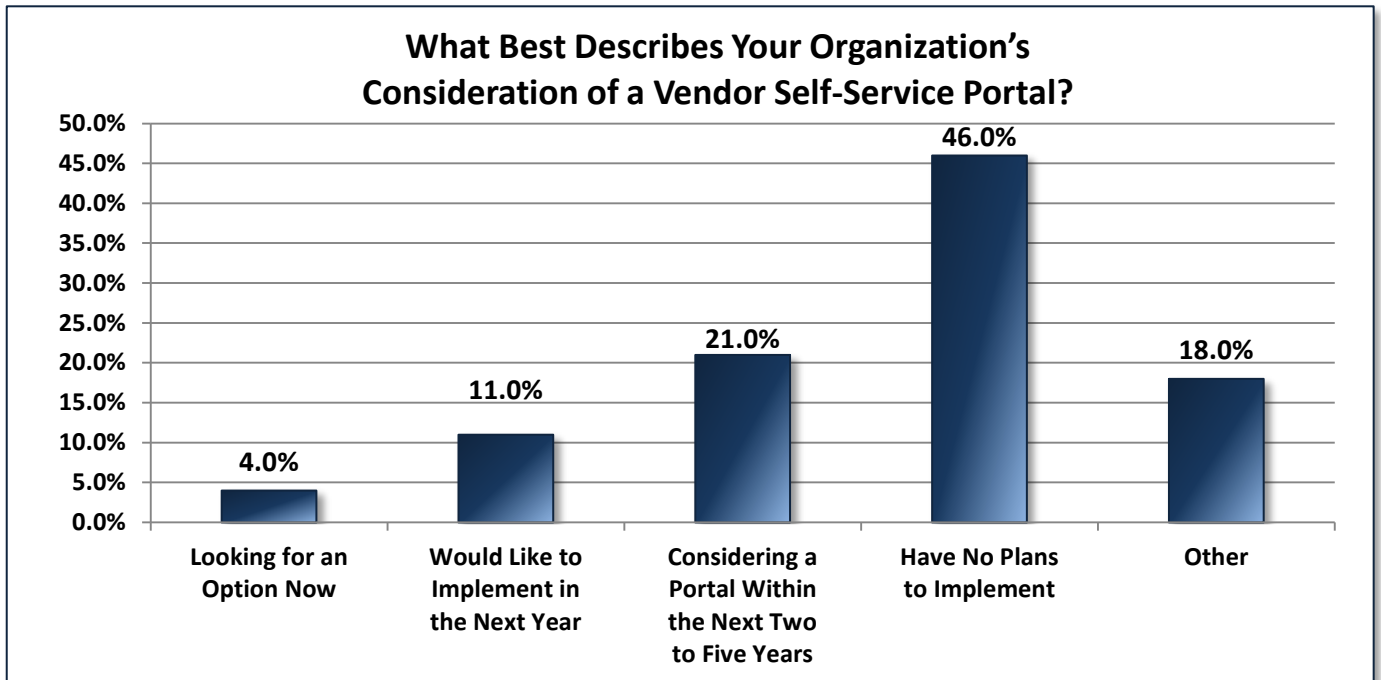 What Best Describes Your Organization’s
Consideration of a Vendor Self-Service Portal?
50.0%
45.0%
40.0%
35.0%
30.0%
25.0%
20.0%
15.0%
10.0%
5.0%
0.0%
4.0%
11.0%
21.0%
46.0%
18.0%
Looking for an
Option Now
Would Like to
Implement in
the Next Year
Considering a
Portal Within
the Next Two
to Five Years
Have No Plans
to Implement
Other